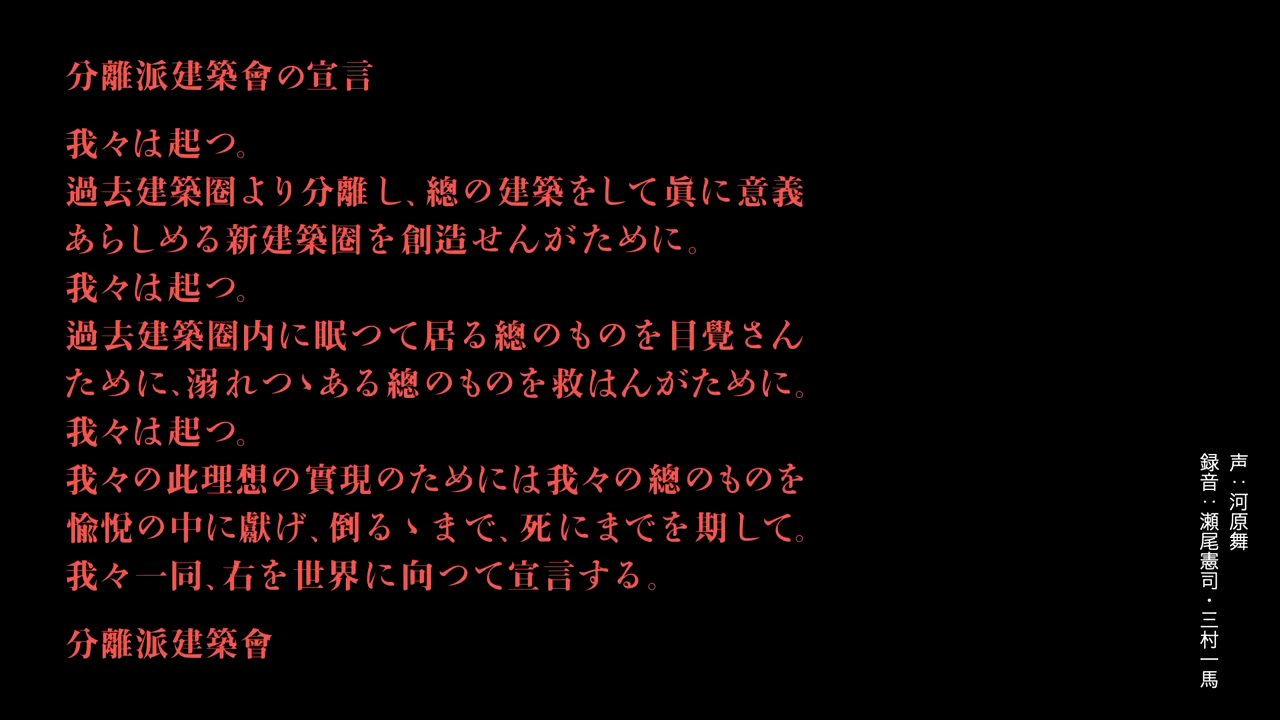 分離派建築會の宣言
我々は起つ。
過去建築圏より分離し、總の建築をして眞に意義
あらしめる新建築圏を創造せんがために。
我々は起つ。
過去建築圏内に眠つて居る總のものを目覺さん
ために、溺れつゝある總のものを救はんがために。
我々は起つ。
我々の此理想の實現のためには我々の總のものを
愉悅の中に獻げ、倒るゝまで、死にまでを期して。
我々一同、右を世界に向つて宣言する。
分離派建築會
声：河原舞
録音：瀬尾憲司・三村一馬